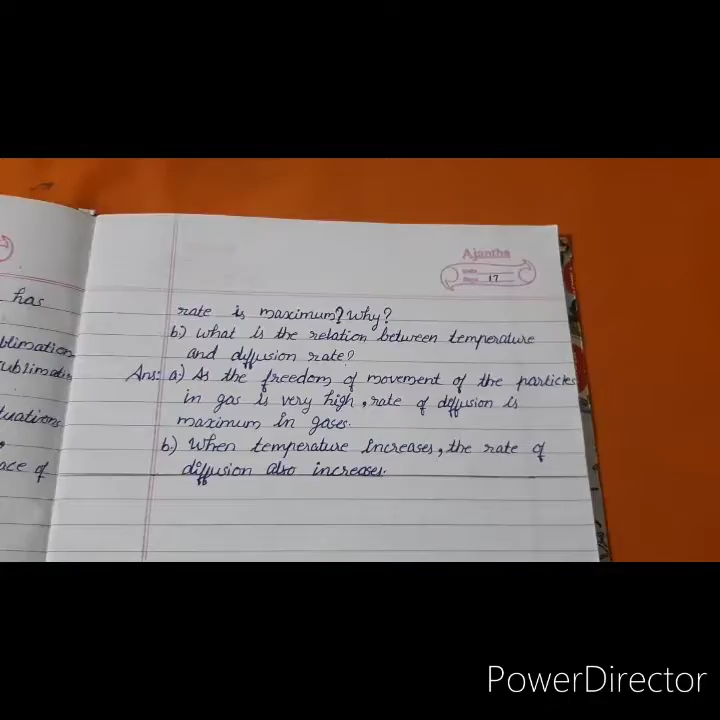 Ajantha
17
has
rate is maximum? Why?
b.) What is the relation between temperature
and diffusion rate?
Ans: a.) As the freedom of movement of the particles
in gas is very high, rate of diffusion is
maximum in gases.
b.) When temperature increases, the rate of
diffusion also increases.
blimation
ublimatin
tuations
ace of
PowerDirector